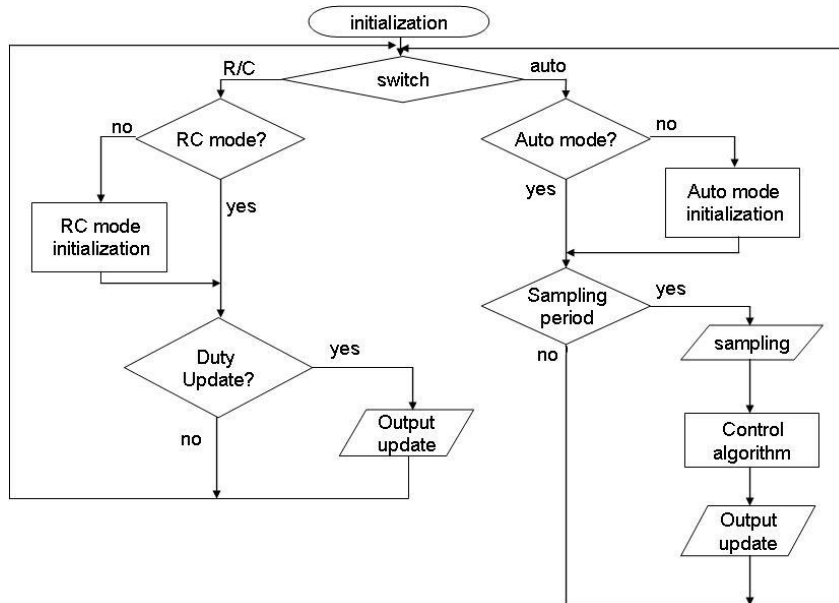 initialization
R/C
switch
auto
no
RC mode?
Auto mode?
no
yes
yes
RC mode
initialization
Auto mode
initialization
Sampling
period
yes
no
sampling
Duty
Update?
yes
no
Output
update
Control
algorithm
Output
update